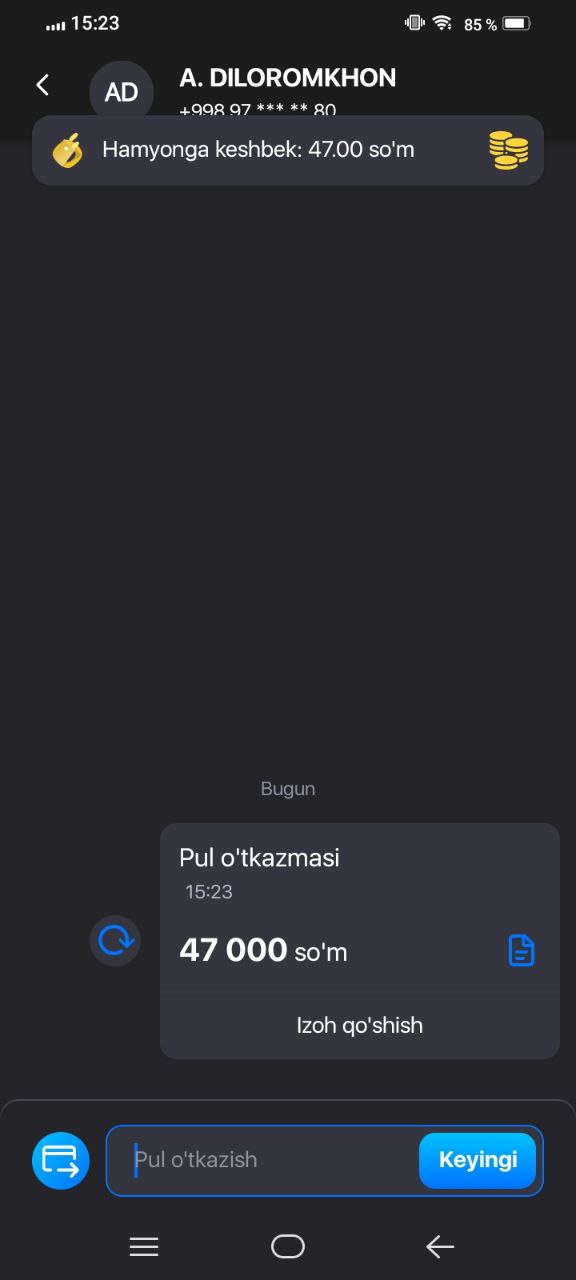 15:23
85 %
AD
A. DILOROMKHON
+998 97 *** ** 80
Hamyonga keshbek: 47.00 so'm
Bugun
Pul o'tkazmasi
15:23
47 000 so'm
Izoh qo'shish
Pul o'tkazish
Keyingi